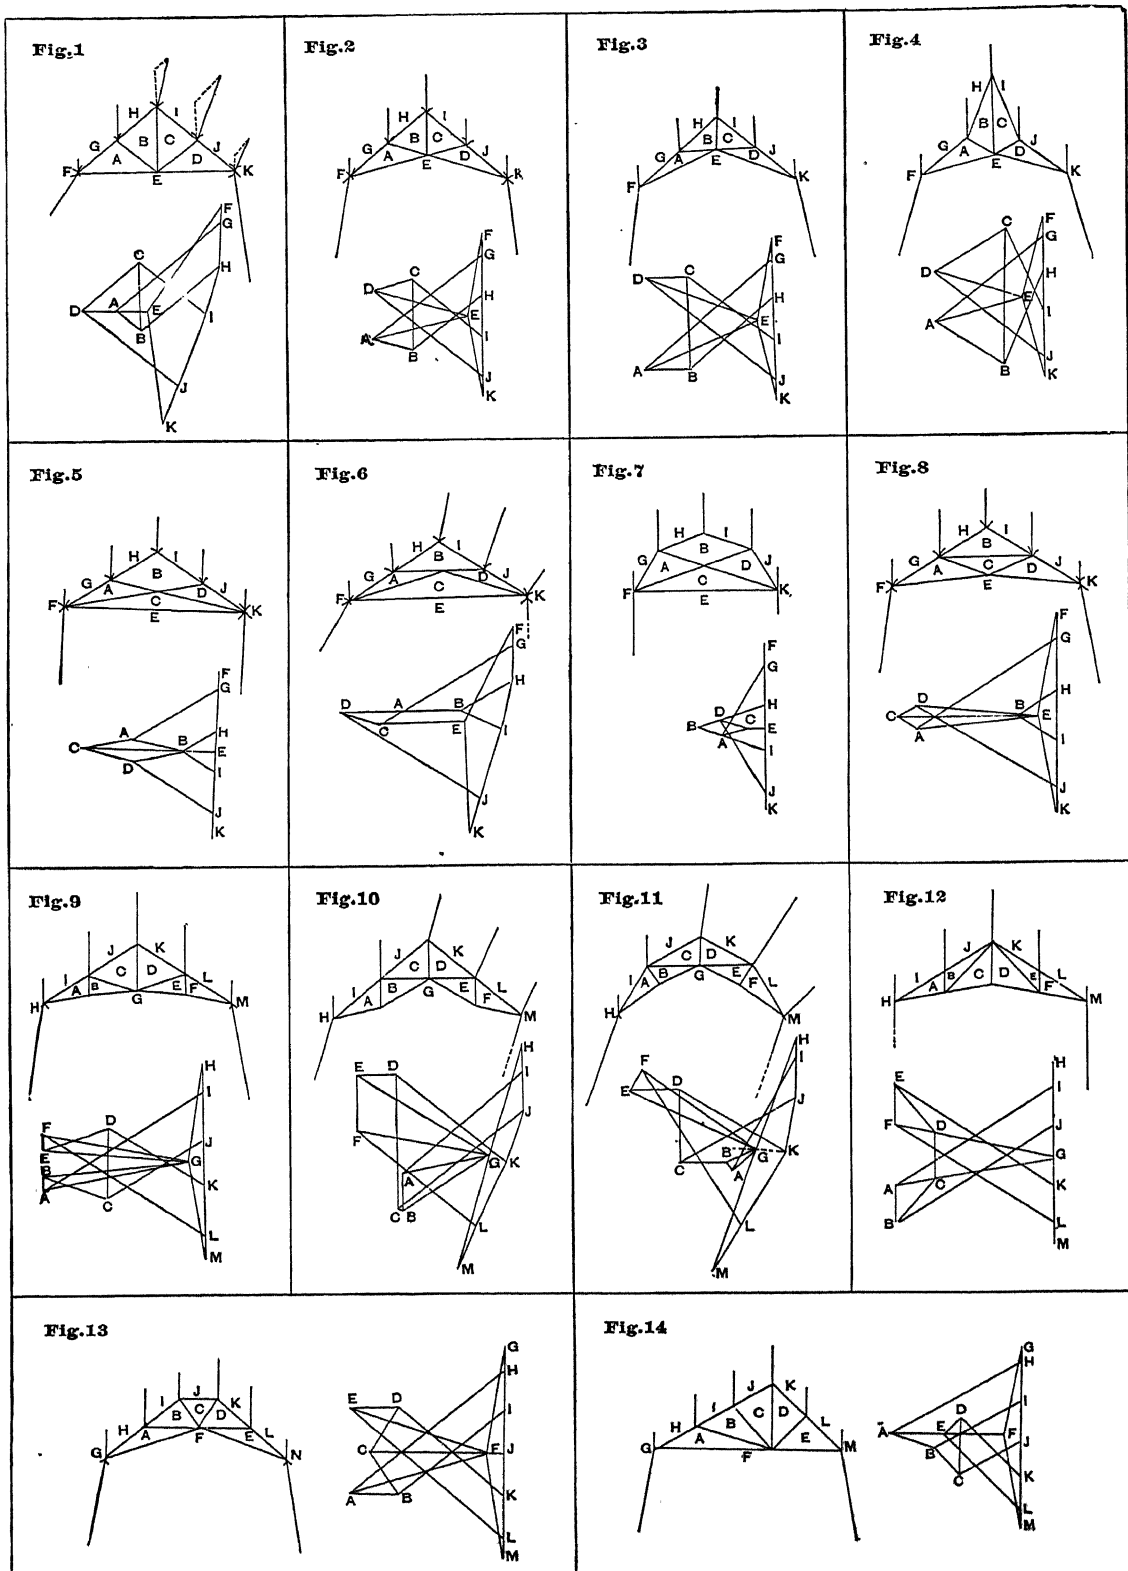 Fig.1
H I
G B C J
F A D K
E
F
G
C H
D A E
B I
J
K
Fig.2
H I
G B C J
F A D
E
F
G
C
D H
E
A I
B
J
K
Fig.3
H I
G B C J
A D
F E K
F
G
D C
H
E
I
A B J
K
Fig.4
H I
B C
G J
A D
F E K
C F
G
D H
E
A I
B J
K
Fig.5
H I
B
G J
A D
F C K
E
F
G
A H
C B E
D I
J
K
Fig.6
H I
B
G A D J
F C K
E
F
G
H
D A B
C E I
J
K
Fig.7
H I
B
G J
A D
C
F E K
F
G
D H
B C E
A I
J
K
Fig.8
H I
B
G J
A C D
F E K
F
G
D B H
C E
A I
J
K
Fig.9
J K
I C D L
A B E F
H G M
H
I
F D J
E
B G
A K
C
L
M
Fig.10
J K
C D
I B E L
A G F
H M
H
E D I
J
F
G K
A
C B
L
M
Fig.11
J K
C D
I B E L
A G F
H M
H
F I
E D
J
B G K
C A
L
M
Fig.12
J K
I C D L
A B E F
H M
H
E I
F D J
G
A C K
B L
M
Fig.13
J
I C K
H B D L
A F E
G N
G
H
E D
I
C F J
A B K
L
M
Fig.14
J K
I C D
H B L
A E
G F M
G
H
I
D
A E F
B J
C
K
L
M